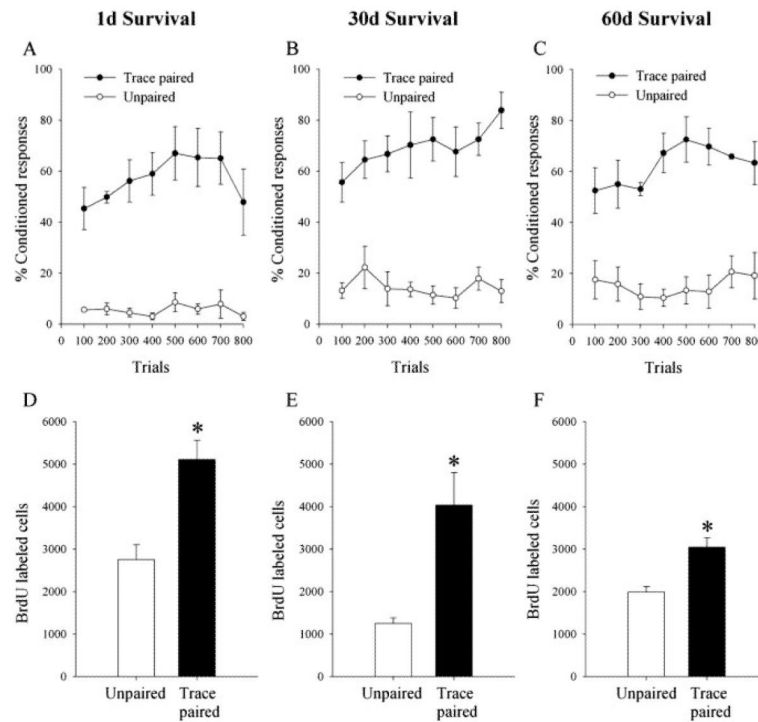 1d Survival
30d Survival
60d Survival
A
100
80
60
40
20
0
% Conditioned responses
Trace paired
Unpaired
0 100 200 300 400 500 600 700 800
Trials
B
100
80
60
40
20
0
% Conditioned responses
Trace paired
Unpaired
0 100 200 300 400 500 600 700 800
Trials
C
100
80
60
40
20
0
% Conditioned responses
Trace paired
Unpaired
0 100 200 300 400 500 600 700 800
Trials
D
6000
5000
4000
3000
2000
1000
0
BrdU labeled cells
*
Unpaired
Trace
paired
E
6000
5000
4000
3000
2000
1000
0
BrdU labeled cells
*
Unpaired
Trace
paired
F
6000
5000
4000
3000
2000
1000
0
BrdU labeled cells
*
Unpaired
Trace
paired